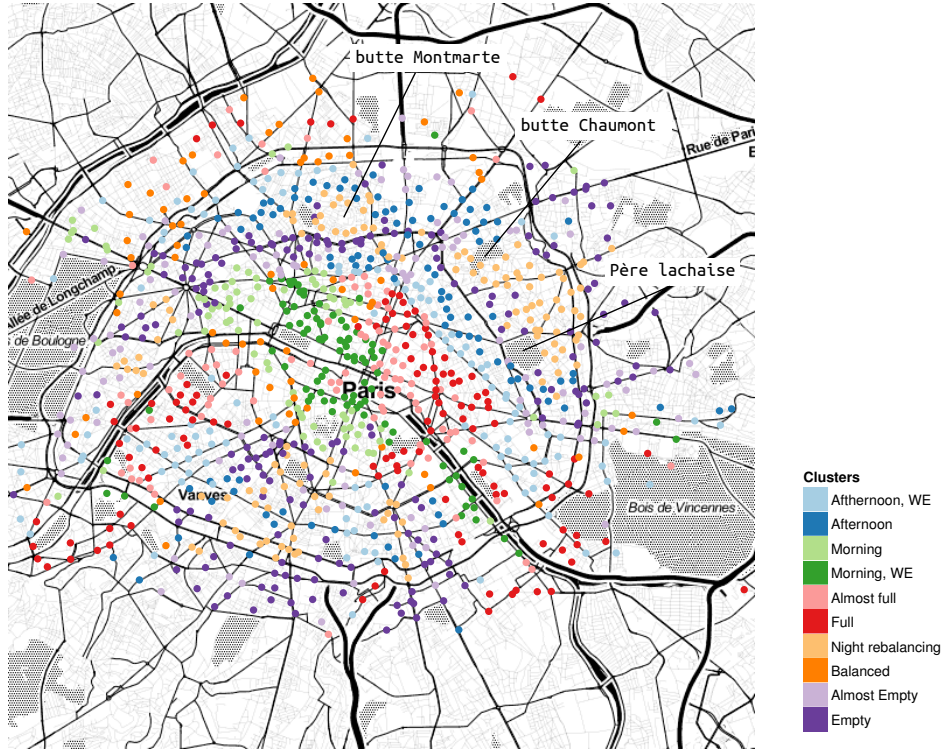 butte Montmarte
butte Chaumont
Rue de Pari
E
Père lachaise
Allée de Longchamp
s de Boulogne
Paris
Vanves
Bois de Vincennes
Clusters
Afthernoon, WE
Afternoon
Morning
Morning, WE
Almost full
Full
Night rebalancing
Balanced
Almost Empty
Empty